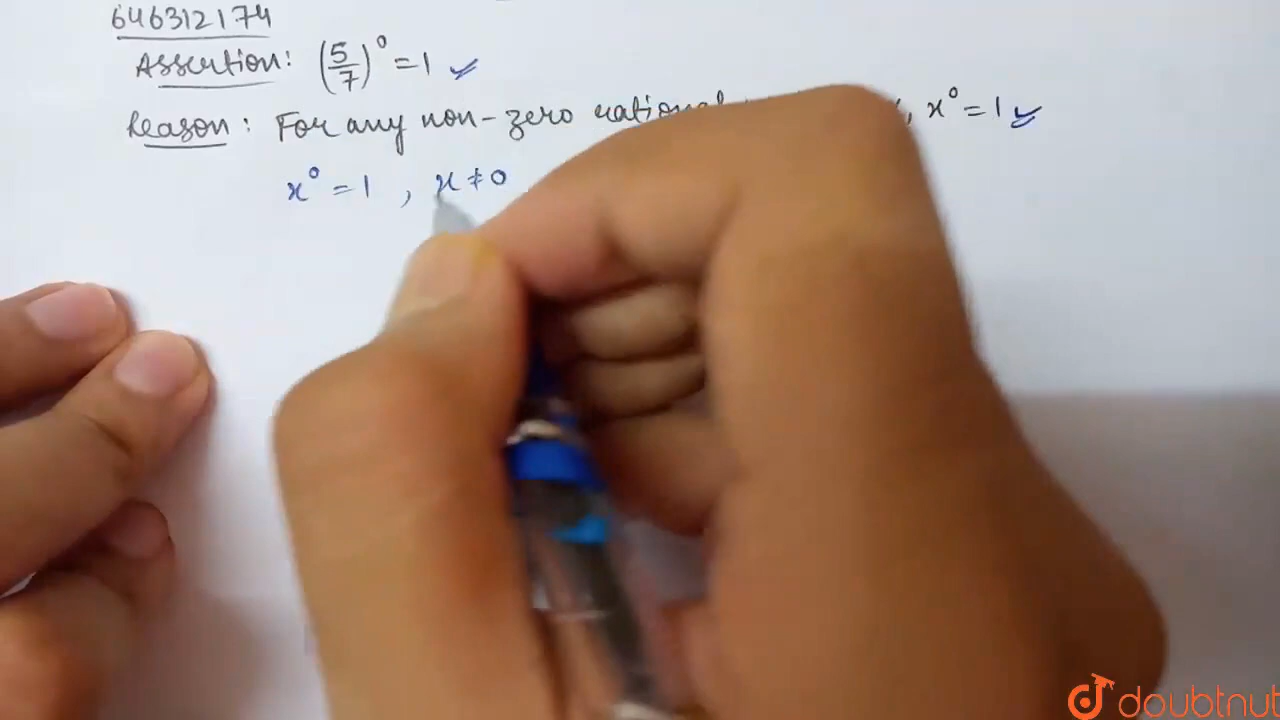 646312174
Assertion: (5/7)⁰ = 1 ✓
Reason: For any non-zero rational , x⁰ = 1 ✓
x⁰ = 1 , x ≠ 0
doubtnut